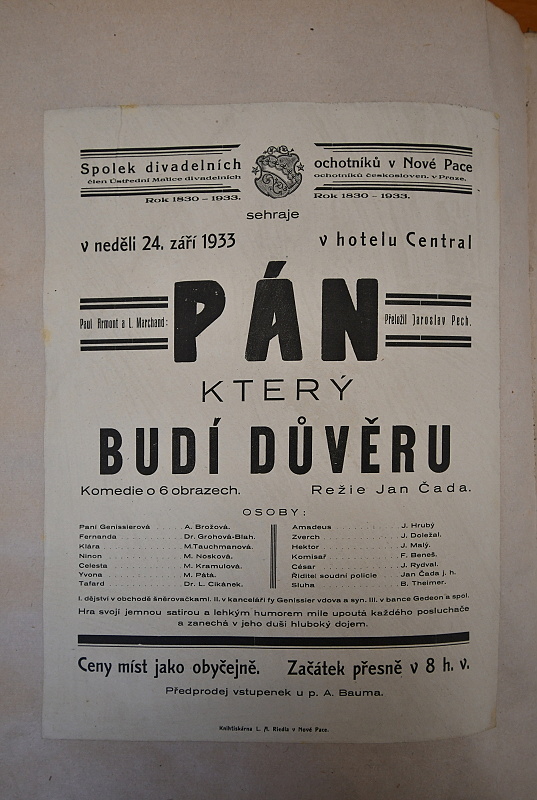 Spolek divadelních ochotníků v Nové Pace
člen Ústřední Matice divadelních ochotníků českosloven. v Praze.
Rok 1830 - 1933. Rok 1830 - 1933.
sehraje
v neděli 24. září 1933 v hotelu Central
Paul Armont a L. Marchand: PÁN Přeložil Jaroslav Pech.
KTERÝ
BUDÍ DŮVĚRU
Komedie o 6 obrazech. Režie Jan Čada.
OSOBY:
Paní Genissierová A. Brožová.
Fernanda Dr. Grohová-Blah.
Klára M.Tauchmanová.
Ninon M. Nosková.
Celesta M. Kramulová.
Yvona M. Pátá.
Tafard Dr. L. Cikánek.
Amadeus J. Hrubý
Zverch J. Doležal.
Hektor J. Malý.
Komisař F. Beneš.
César J. Rydval.
Řiditel soudní policie Jan Čada j. h.
Sluha B. Theimer.
I. dějství v obchodě šněrovačkami. II. v kanceláři fy Genissier vdova a syn. III. v bance Gedeon a spol.
Hra svojí jemnou satirou a lehkým humorem mile upoutá každého posluchače
a zanechá v jeho duši hluboký dojem.
Ceny míst jako obyčejně. Začátek přesně v 8 h. v.
Předprodej vstupenek u p. A. Bauma.
Knihtiskárna L. A. Riedla v Nové Pace.